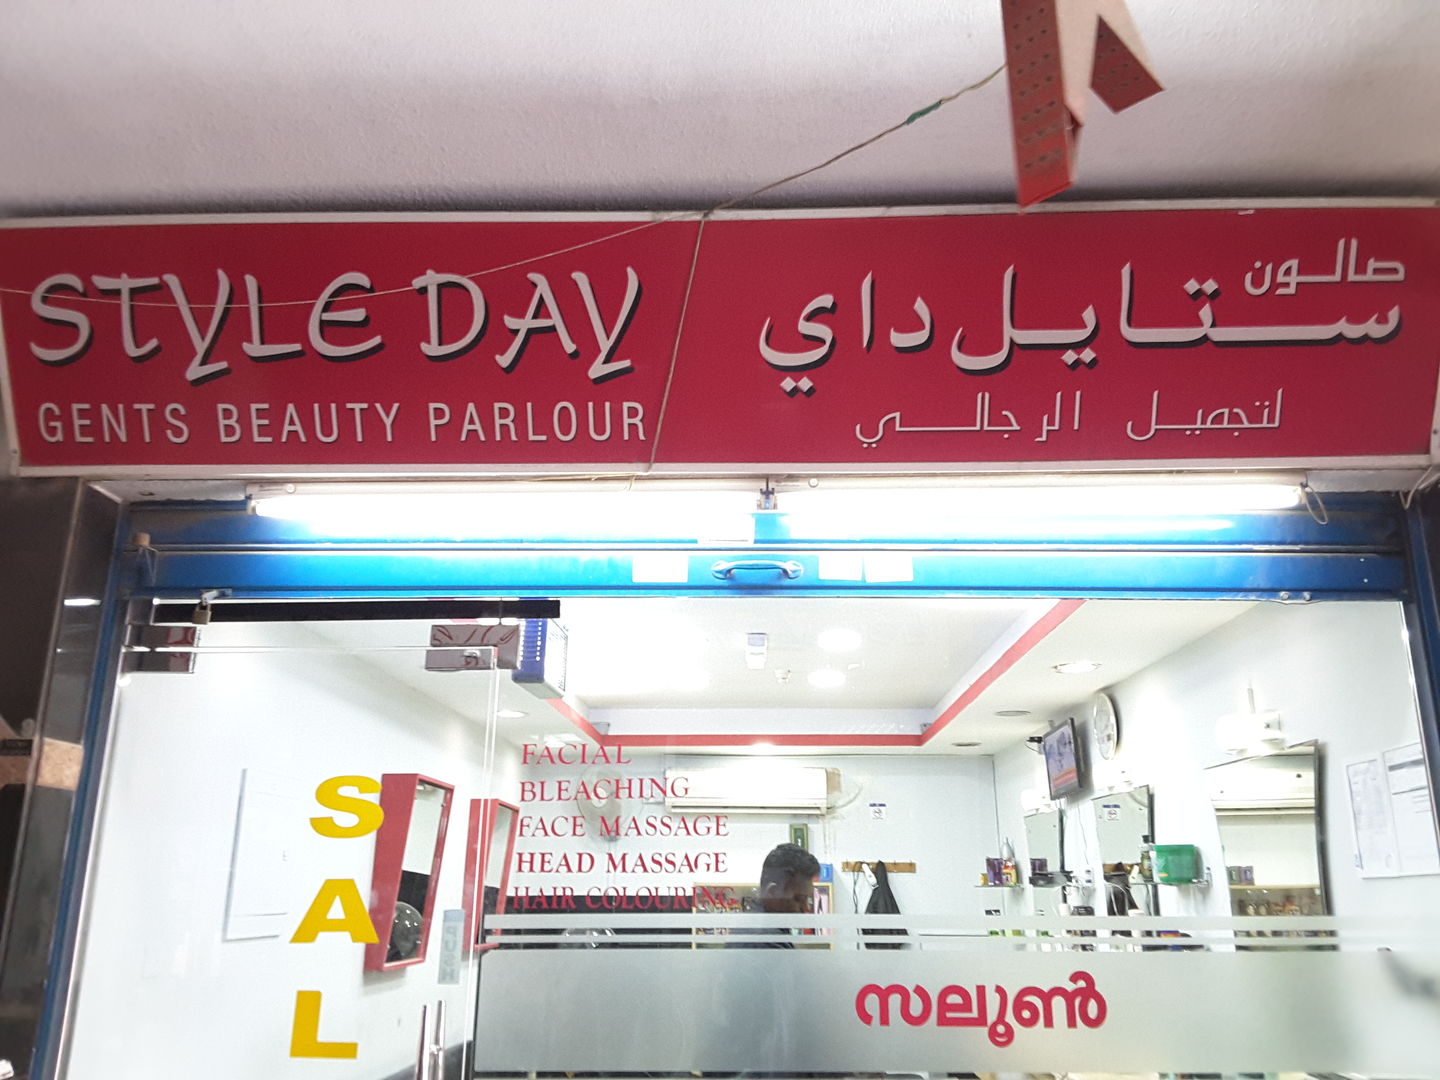 STYLE DAY
GENTS BEAUTY PARLOUR
صالون
ستايل داي
لتجميل الرجالي
FACIAL
BLEACHING
FACE MASSAGE
HEAD MASSAGE
HAIR COLOURING
SAL
സലൂൺ